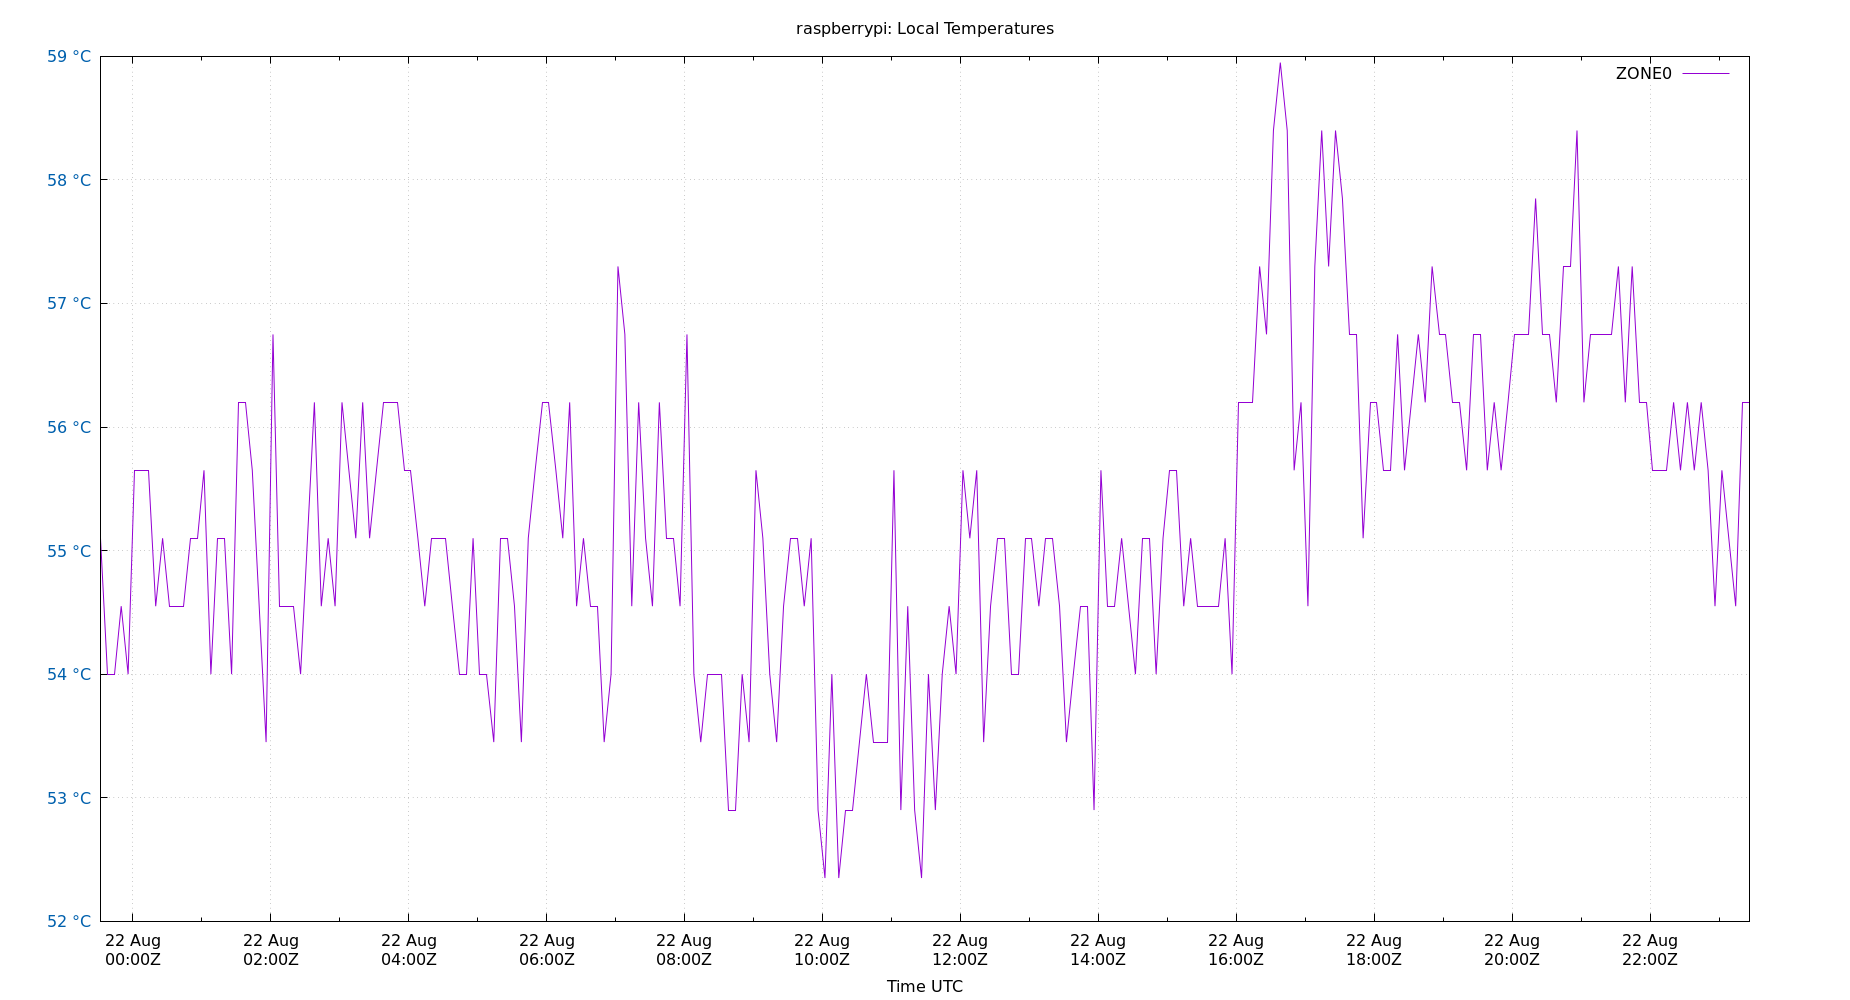 raspberrypi: Local Temperatures
59 °C
ZONE0
58 °C
57 °C
56 °C
55 °C
54 °C
53 °C
52 °C
22 Aug 22 Aug 22 Aug 22 Aug 22 Aug 22 Aug 22 Aug 22 Aug 22 Aug 22 Aug 22 Aug 22 Aug
00:00Z 02:00Z 04:00Z 06:00Z 08:00Z 10:00Z 12:00Z 14:00Z 16:00Z 18:00Z 20:00Z 22:00Z
Time UTC